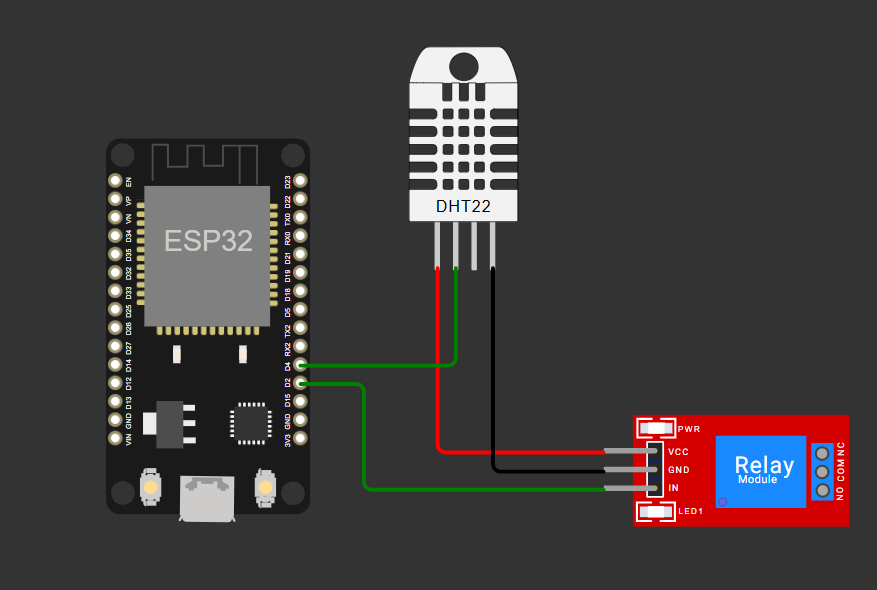 DHT22
ESP32
EN
VP
VN
D34
D35
D32
D33
D25
D26
D27
D14
D12
D13
GND
VIN
D23
D22
TX0
RX0
D21
D19
D18
D5
TX2
RX2
D4
D2
D15
GND
3V3
PWR
VCC
GND
IN
LED1
Relay
Module
NO COM NC